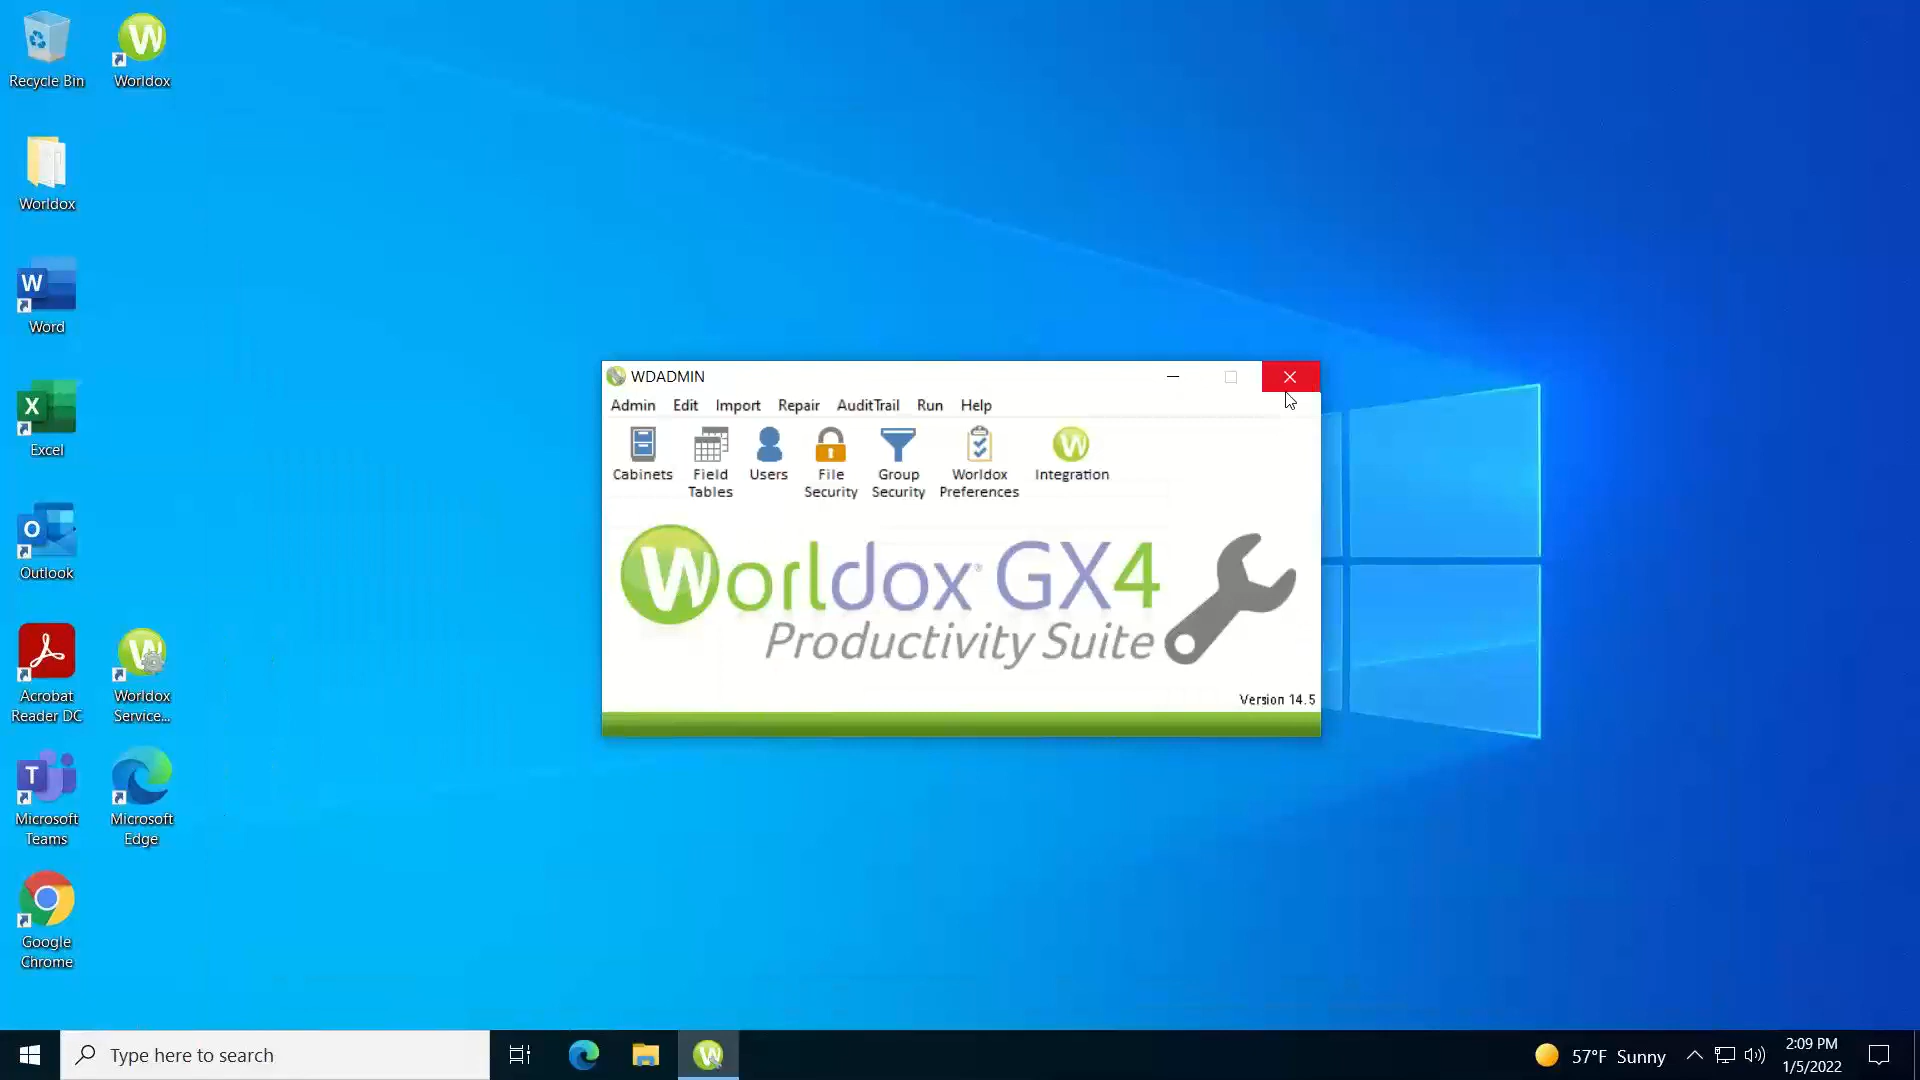 Recycle Bin
Worldox
Worldox
Word
Excel
Outlook
Acrobat
Reader DC
Worldox
Service...
Microsoft
Teams
Microsoft
Edge
Google
Chrome
WDADMIN
Admin Edit Import Repair AuditTrail Run Help
Cabinets
Field
Tables
Users
File
Security
Group
Security
Worldox
Preferences
Integration
Worldox® GX4
Productivity Suite
Version 14.5
Type here to search
57°F Sunny
2:09 PM
1/5/2022